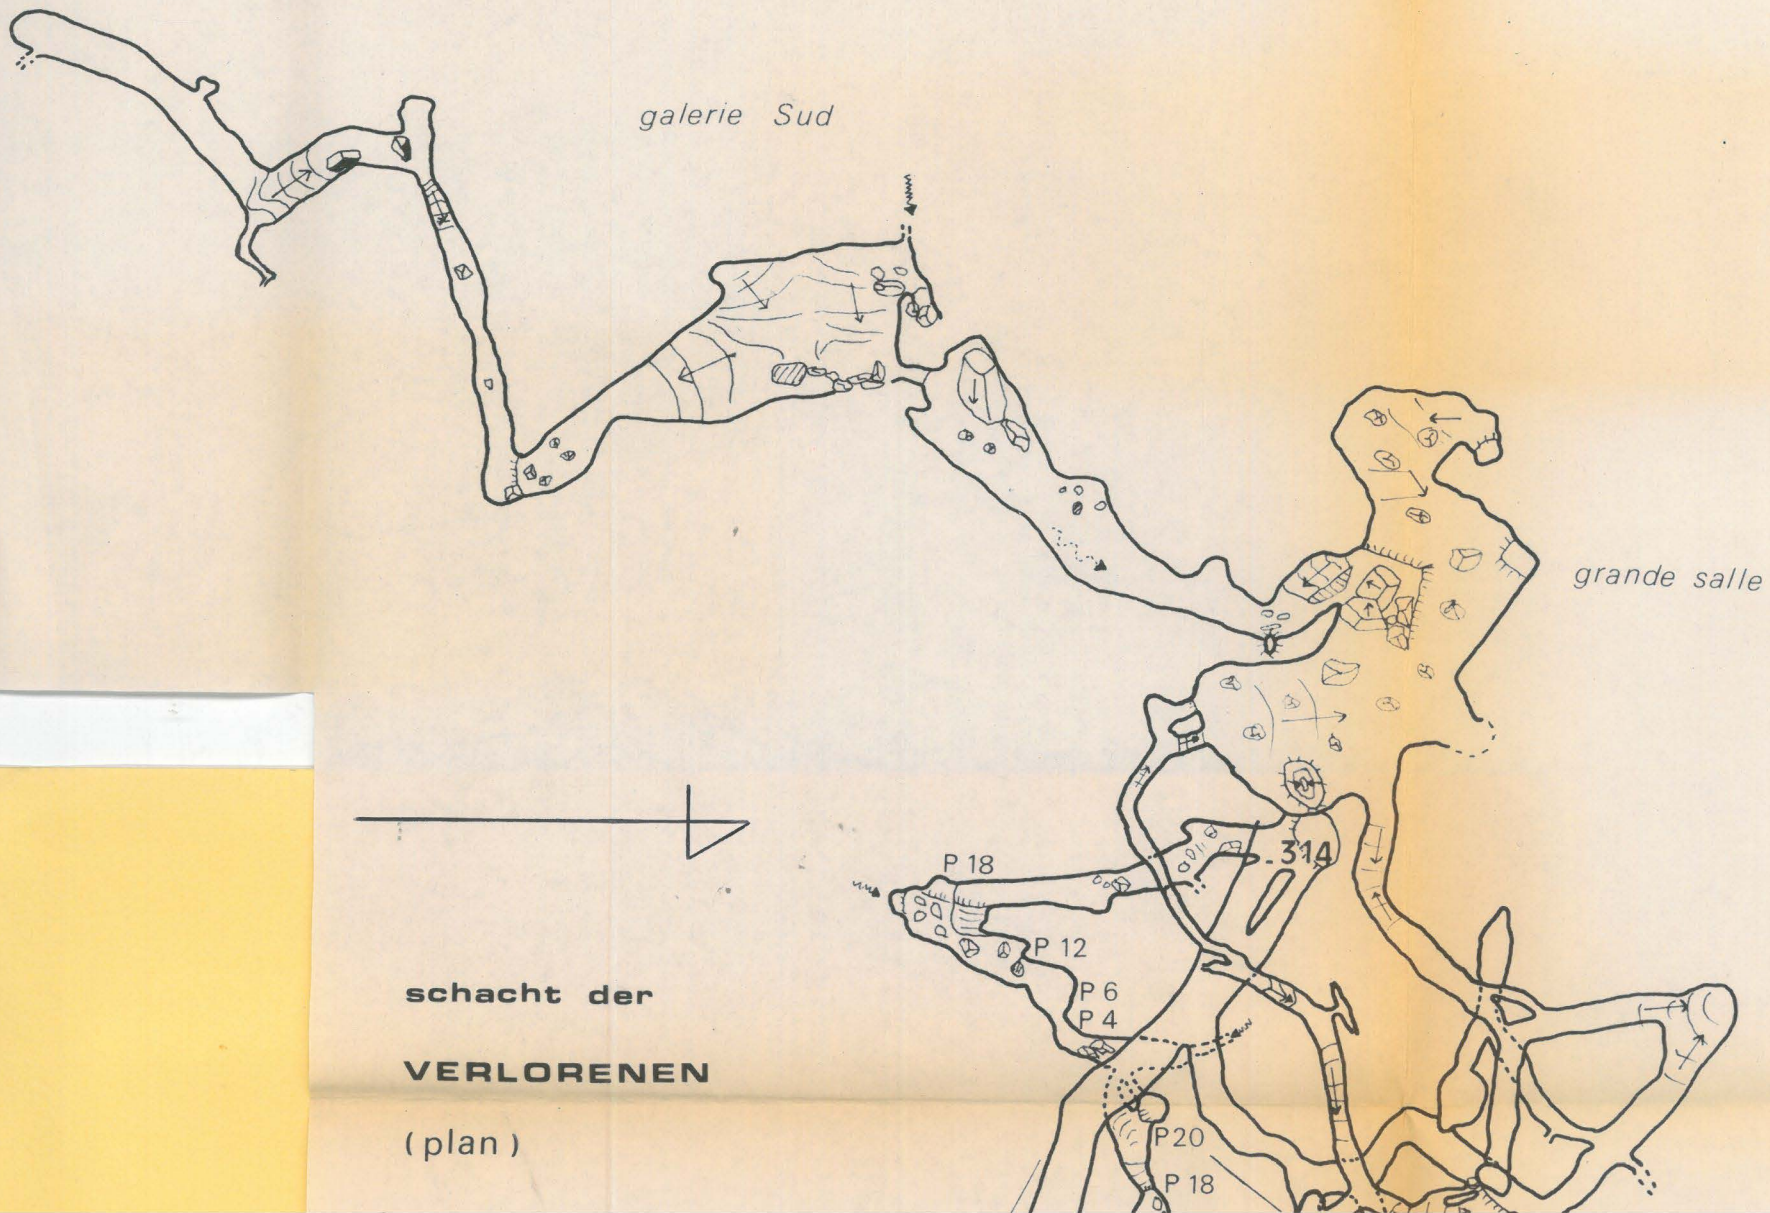 galerie Sud
grande salle
.314
P 18
P 12
P 6
P 4
schacht der
VERLORENEN
(plan)
P20
P 18